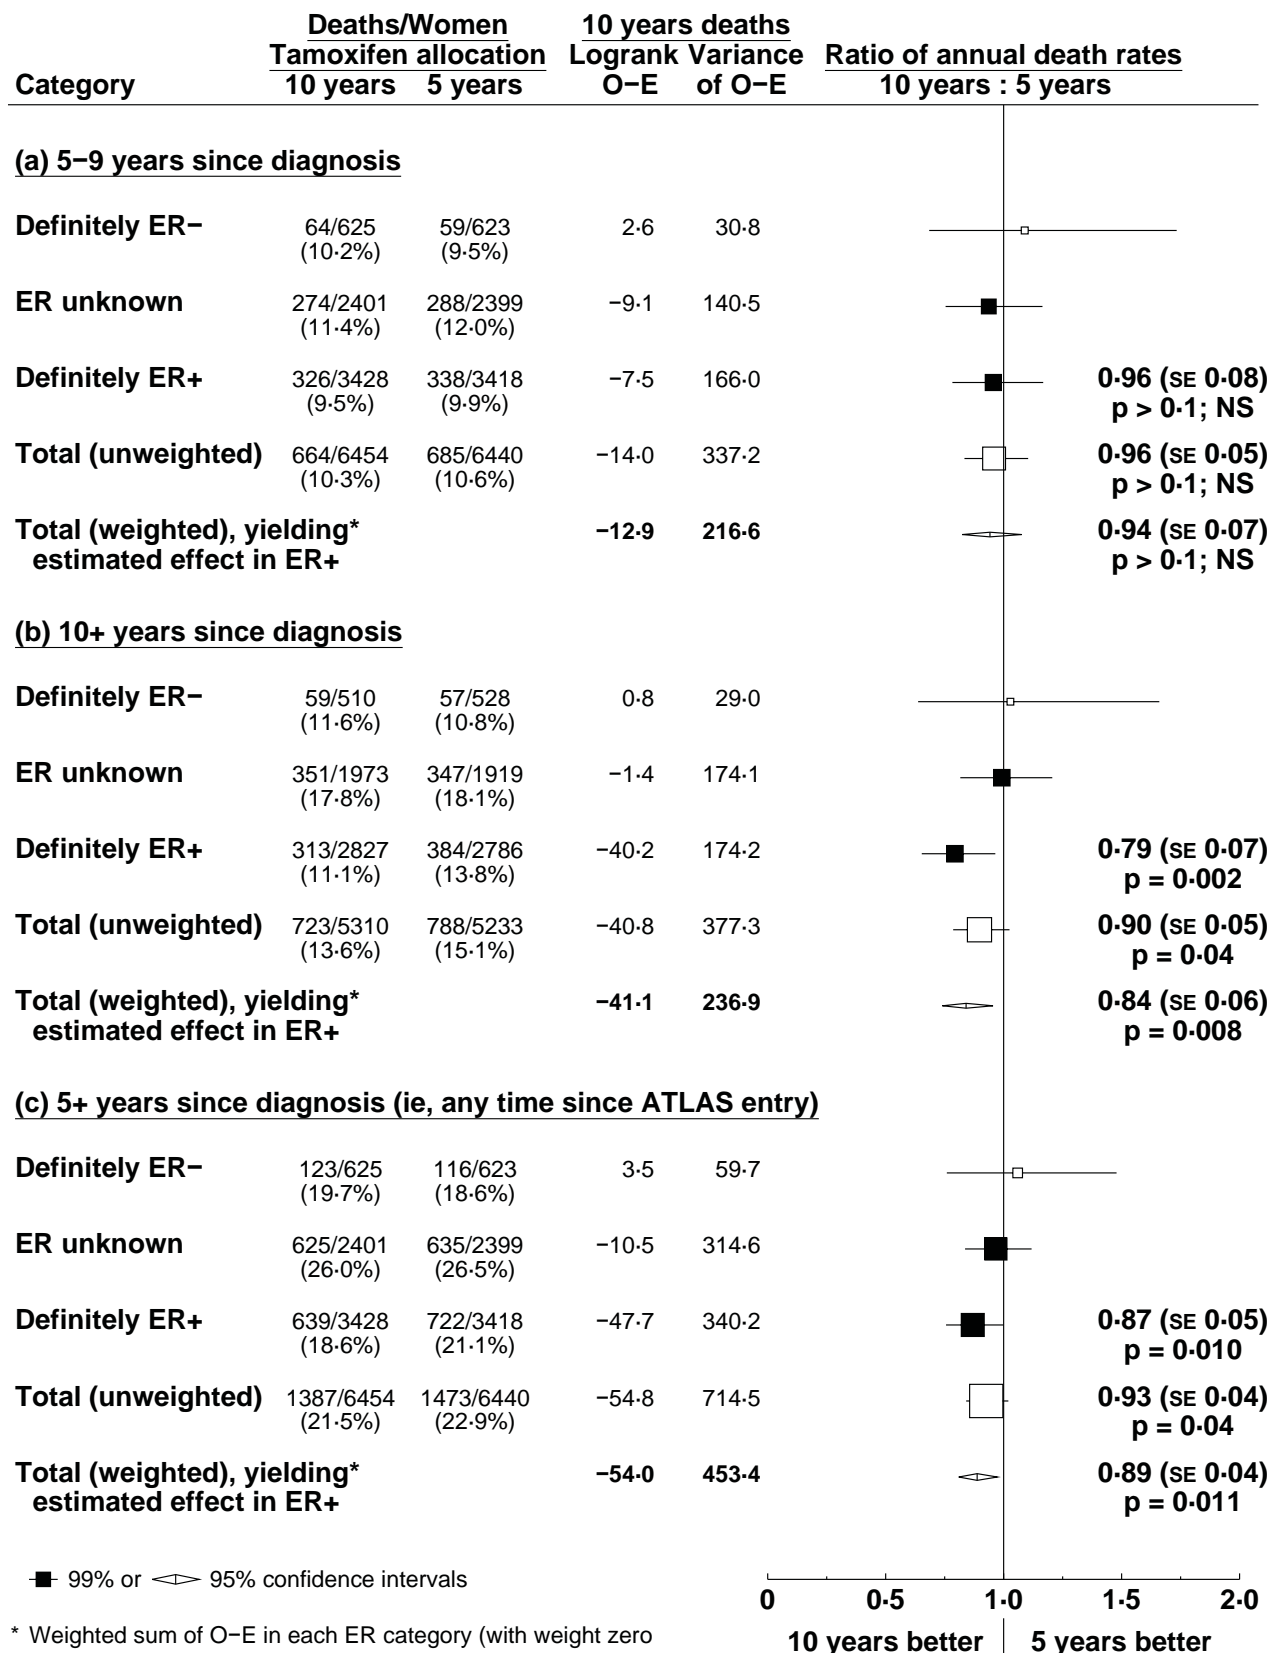 Deaths/Women 10 years deaths
Tamoxifen allocation Logrank Variance Ratio of annual death rates
Category 10 years 5 years O−E of O−E 10 years : 5 years
(a) 5−9 years since diagnosis
Definitely ER− 64/625 59/623 2·6 30·8
(10·2%) (9·5%)
ER unknown 274/2401 288/2399 −9·1 140·5
(11·4%) (12·0%)
Definitely ER+ 326/3428 338/3418 −7·5 166·0 0·96 (SE 0·08)
(9·5%) (9·9%) p > 0·1; NS
Total (unweighted) 664/6454 685/6440 −14·0 337·2 0·96 (SE 0·05)
(10·3%) (10·6%) p > 0·1; NS
Total (weighted), yielding* −12·9 216·6 0·94 (SE 0·07)
estimated effect in ER+ p > 0·1; NS
(b) 10+ years since diagnosis
Definitely ER− 59/510 57/528 0·8 29·0
(11·6%) (10·8%)
ER unknown 351/1973 347/1919 −1·4 174·1
(17·8%) (18·1%)
Definitely ER+ 313/2827 384/2786 −40·2 174·2 0·79 (SE 0·07)
(11·1%) (13·8%) p = 0·002
Total (unweighted) 723/5310 788/5233 −40·8 377·3 0·90 (SE 0·05)
(13·6%) (15·1%) p = 0·04
Total (weighted), yielding* −41·1 236·9 0·84 (SE 0·06)
estimated effect in ER+ p = 0·008
(c) 5+ years since diagnosis (ie, any time since ATLAS entry)
Definitely ER− 123/625 116/623 3·5 59·7
(19·7%) (18·6%)
ER unknown 625/2401 635/2399 −10·5 314·6
(26·0%) (26·5%)
Definitely ER+ 639/3428 722/3418 −47·7 340·2 0·87 (SE 0·05)
(18·6%) (21·1%) p = 0·010
Total (unweighted) 1387/6454 1473/6440 −54·8 714·5 0·93 (SE 0·04)
(21·5%) (22·9%) p = 0·04
Total (weighted), yielding* −54·0 453·4 0·89 (SE 0·04)
estimated effect in ER+ p = 0·011
99% or 95% confidence intervals
0 0·5 1·0 1·5 2·0
* Weighted sum of O−E in each ER category (with weight zero
10 years better 5 years better